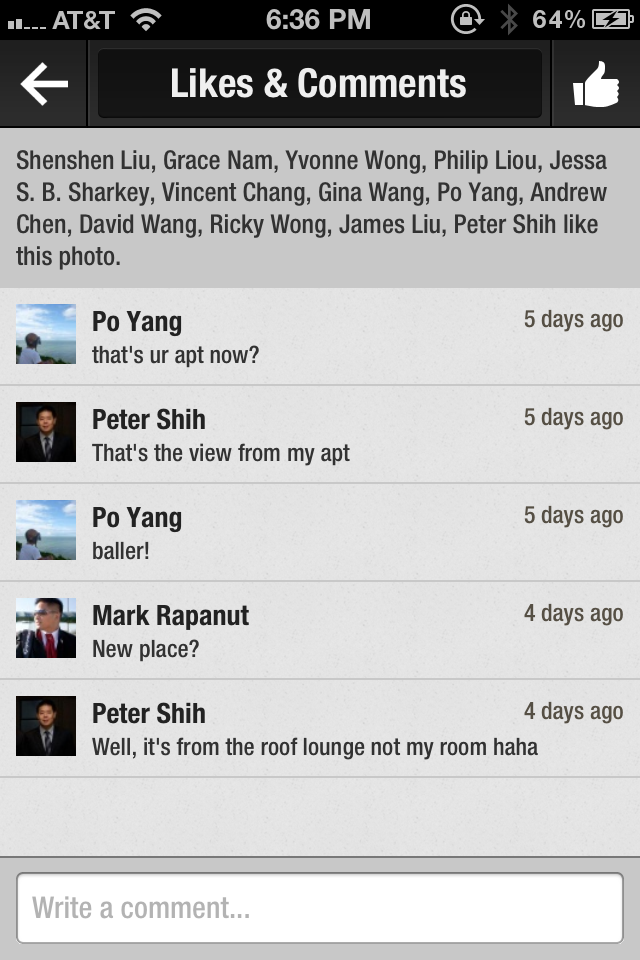 AT&T 6:36 PM 64%
Likes & Comments
Shenshen Liu, Grace Nam, Yvonne Wong, Philip Liou, Jessa
S. B. Sharkey, Vincent Chang, Gina Wang, Po Yang, Andrew
Chen, David Wang, Ricky Wong, James Liu, Peter Shih like
this photo.
Po Yang 5 days ago
that's ur apt now?
Peter Shih 5 days ago
That's the view from my apt
Po Yang 5 days ago
baller!
Mark Rapanut 4 days ago
New place?
Peter Shih 4 days ago
Well, it's from the roof lounge not my room haha
Write a comment...